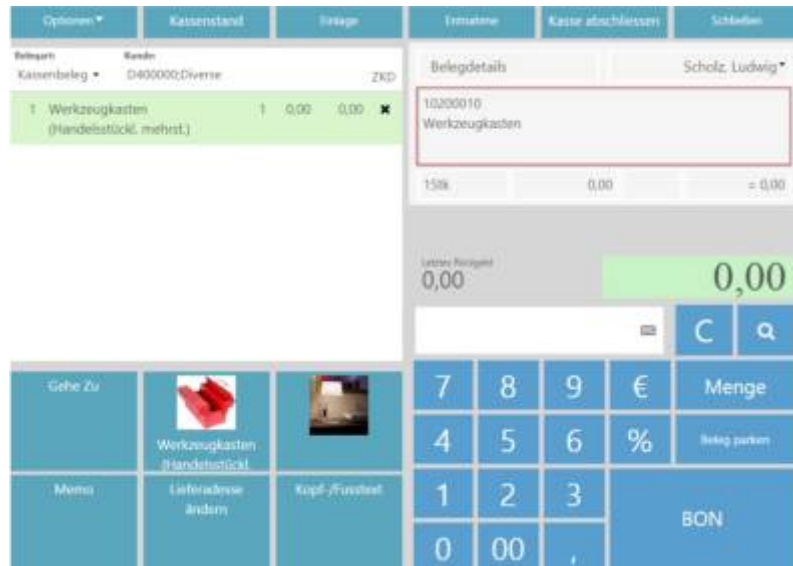 Optionen
Kassenstand
Einlage
Entnahme
Kasse abschliessen
Schließen
Belegart:
Kunde:
Kassenbeleg
D400000;Diverse
ZKD
1 Werkzeugkasten 1 0,00 0,00 ✖
(Handelsstückl. mehrst.)
Belegdetails
Scholz, Ludwig
10200010
Werkzeugkasten
1Stk
0,00
= 0,00
Letztes Rückgeld
0,00
0,00
C
Gehe Zu
Werkzeugkasten
(Handelsstückl.
Memo
Lieferadresse
ändern
Kopf-/Fusstext
7 8 9 € Menge
4 5 6 % Beleg parken
1 2 3
BON
0 00 ,